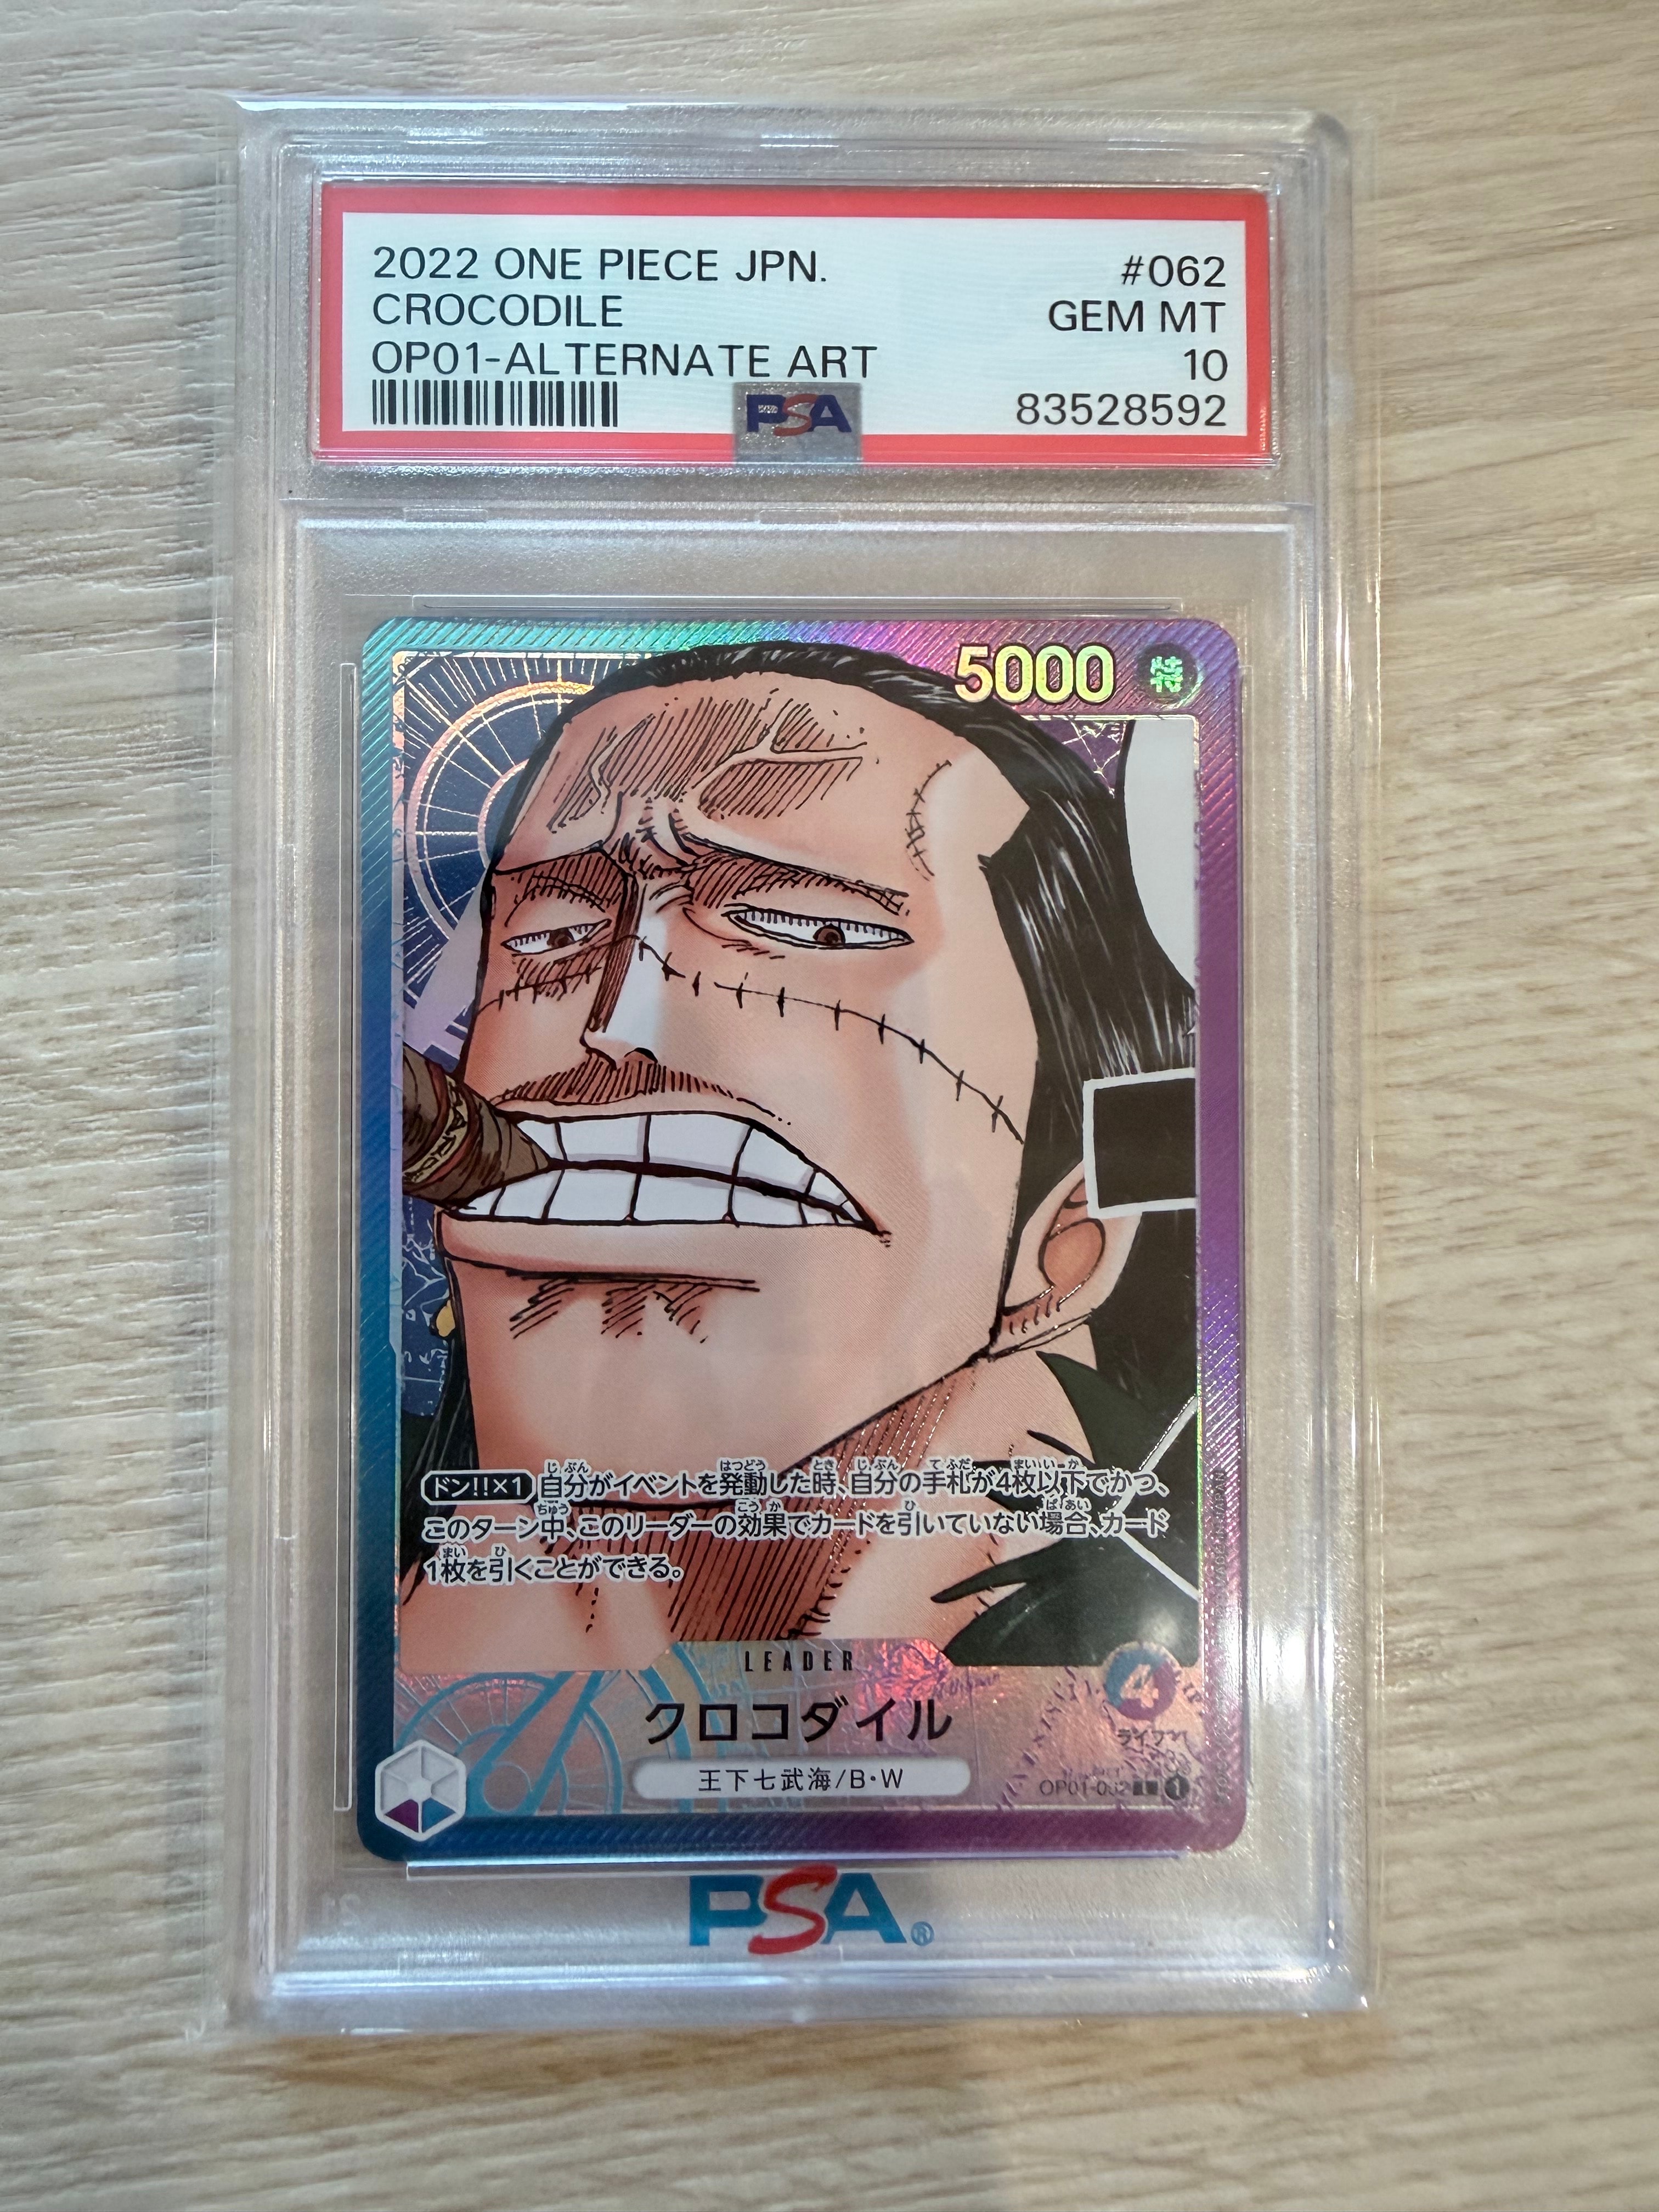 2022 ONE PIECE JPN. #062
CROCODILE GEM MT
OP01-ALTERNATE ART 10
83528592
PSA
5000 特
ドン!!×1 自分がイベントを発動した時、自分の手札が4枚以下でかつ、
このターン中、このリーダーの効果でカードを引いていない場合、カード
1枚を引くことができる。
LEADER
クロコダイル
4
ライフ
王下七武海/B・W
OP01-062 L 1
PSA®